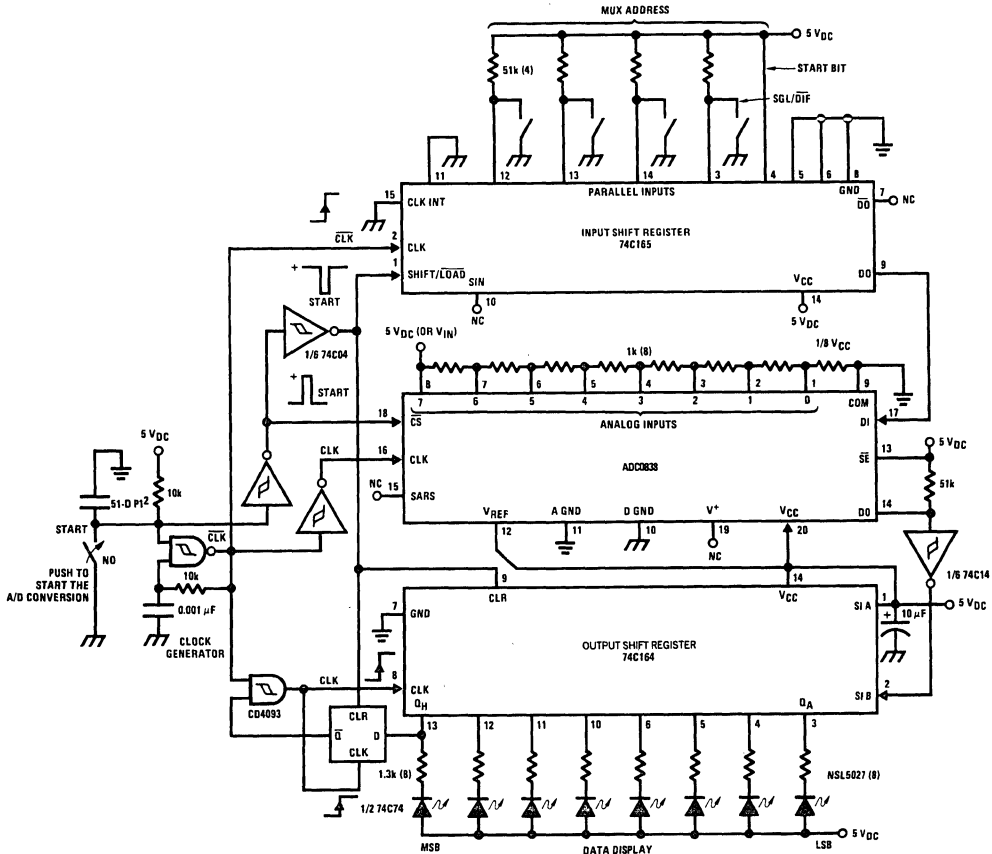 MUX ADDRESS
5 VDC
51k (4)
START BIT
SGL/DIF
11
12
13
14
3
4
5
6
8
PARALLEL INPUTS
GND
15
CLK INT
DO
7
NC
INPUT SHIFT REGISTER
74C165
CLK
2
CLK
1
SHIFT/LOAD
SIN
VCC
DO
9
+
START
10
NC
14
5 VDC
1/6 74C04
5 VDC (OR VIN)
1k (8)
1/8 VCC
+
START
8
7
6
5
4
3
2
1
9
7
6
5
4
3
2
1
0
COM
18
CS
ANALOG INPUTS
DI
17
CLK
16
CLK
ADC0838
SE
13
5 VDC
51k
NC
15
SARS
VREF
A GND
D GND
V+
VCC
DO
14
12
11
10
19
20
NC
5 VDC
51-D P1²
10k
START
CLK
NO
PUSH TO
START THE
A/D CONVERSION
10k
0.001 µF
CLOCK
GENERATOR
1/6 74C14
9
CLR
14
VCC
7
GND
SI A
1
5 VDC
+
10 µF
OUTPUT SHIFT REGISTER
74C164
CLK
8
CLK
SI B
2
CD4093
QH
QA
CLR
Q
D
CLK
13
12
11
10
6
5
4
3
1.3k (8)
NSL5027 (8)
1/2 74C74
MSB
DATA DISPLAY
LSB
5 VDC